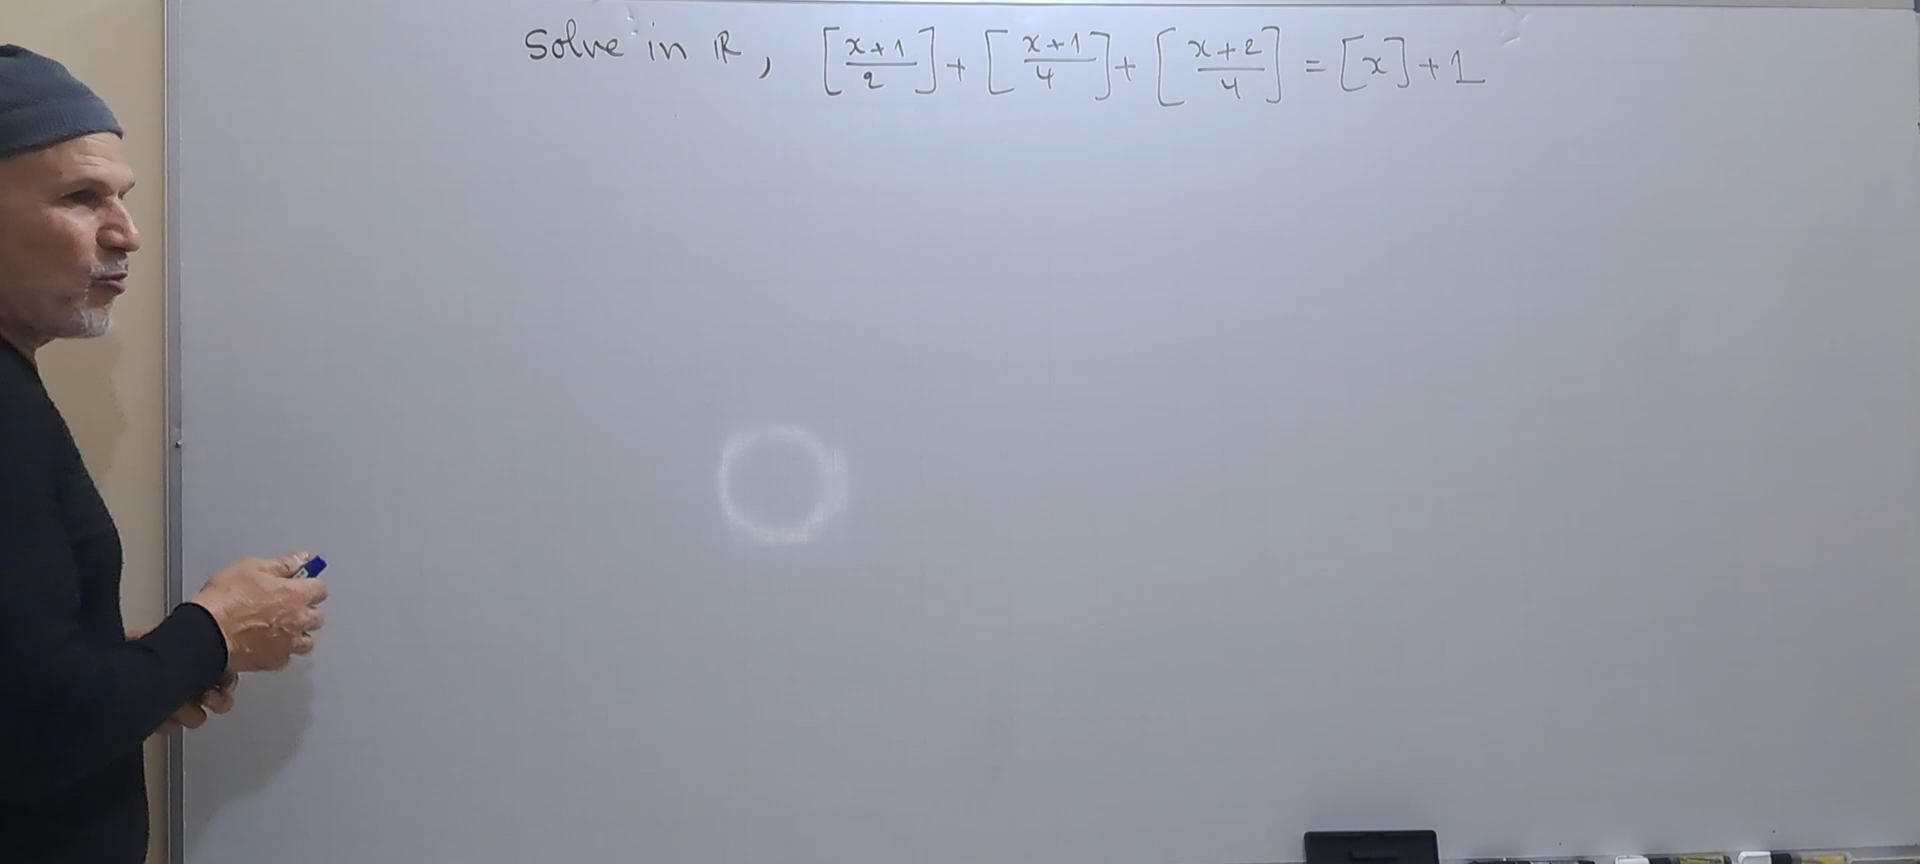 Solve in ℝ, [x+1/2] + [x+1/4] + [x+2/4] = [x] + 1